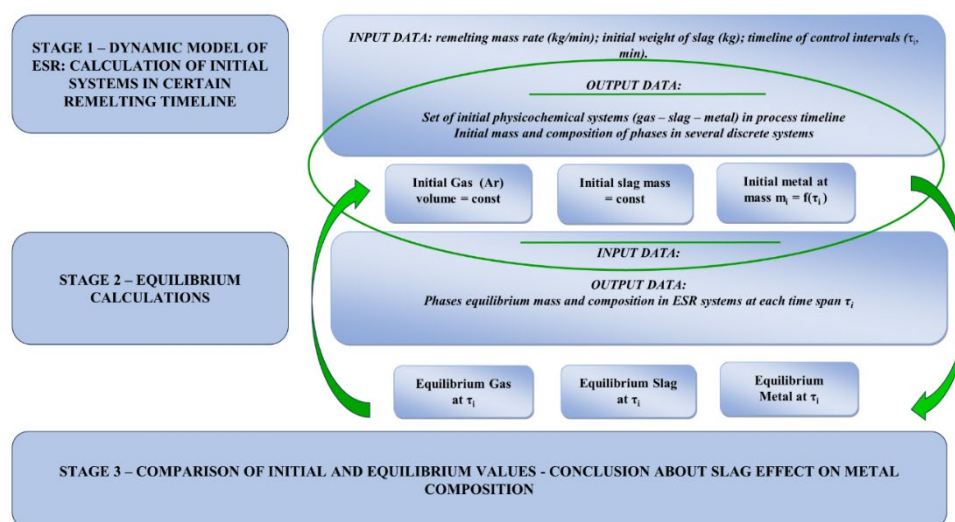 STAGE 1 – DYNAMIC MODEL OF
ESR: CALCULATION OF INITIAL
SYSTEMS IN CERTAIN
REMELTING TIMELINE
INPUT DATA: remelting mass rate (kg/min); initial weight of slag (kg); timeline of control intervals (τi,
min).
OUTPUT DATA:
Set of initial physicochemical systems (gas – slag – metal) in process timeline
Initial mass and composition of phases in several discrete systems
Initial Gas (Ar)
volume = const
Initial slag mass
= const
Initial metal at
mass mi = f(τi )
STAGE 2 – EQUILIBRIUM
CALCULATIONS
INPUT DATA:
OUTPUT DATA:
Phases equilibrium mass and composition in ESR systems at each time span τi
Equilibrium Gas
at τi
Equilibrium Slag
at τi
Equilibrium
Metal at τi
STAGE 3 – COMPARISON OF INITIAL AND EQUILIBRIUM VALUES - CONCLUSION ABOUT SLAG EFFECT ON METAL
COMPOSITION